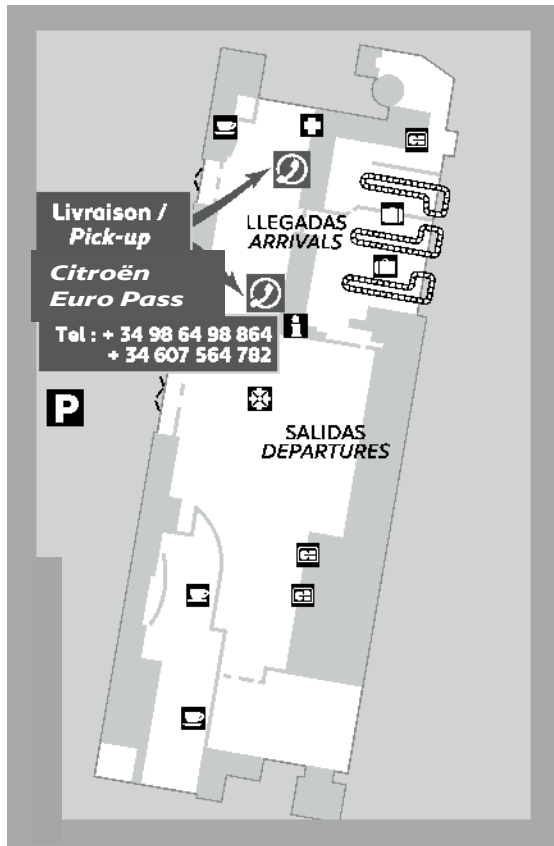 Livraison /
Pick-up
Citroën
Euro Pass
Tel : + 34 98 64 98 864
+ 34 607 564 782
LLEGADAS
ARRIVALS
i
P
SALIDAS
DEPARTURES